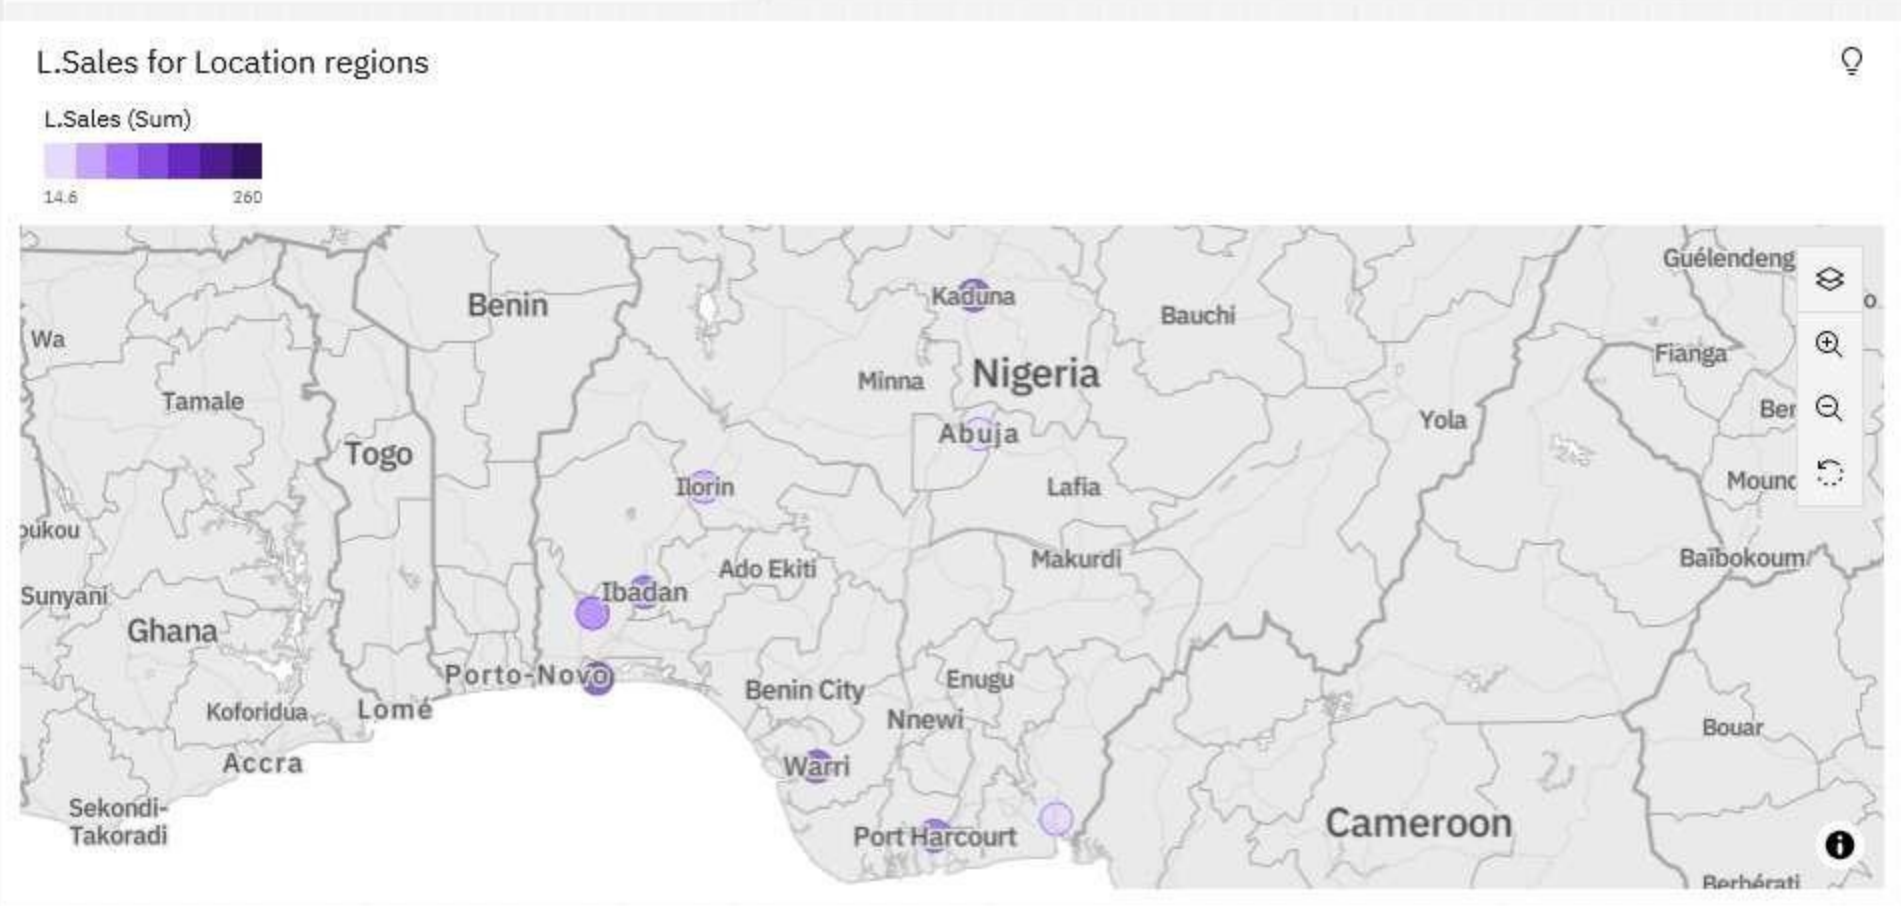 L.Sales for Location regions
L.Sales (Sum)
14.6 260
Guélendeng
Kaduna
o
Benin
Bauchi
Wa
Fianga
Nigeria
Minna
Tamale
Ber
Yola
Abuja
Togo
Mound
Ilorin
Lafia
oukou
Makurdi
Baïbokoum
Ado Ekiti
Ibadan
Sunyani
Ghana
Porto-Novo
Enugu
Benin City
Koforidua
Lomé
Nnewi
Bouar
Accra
Warri
Sekondi-
Takoradi
Port Harcourt
Cameroon
Berbérati